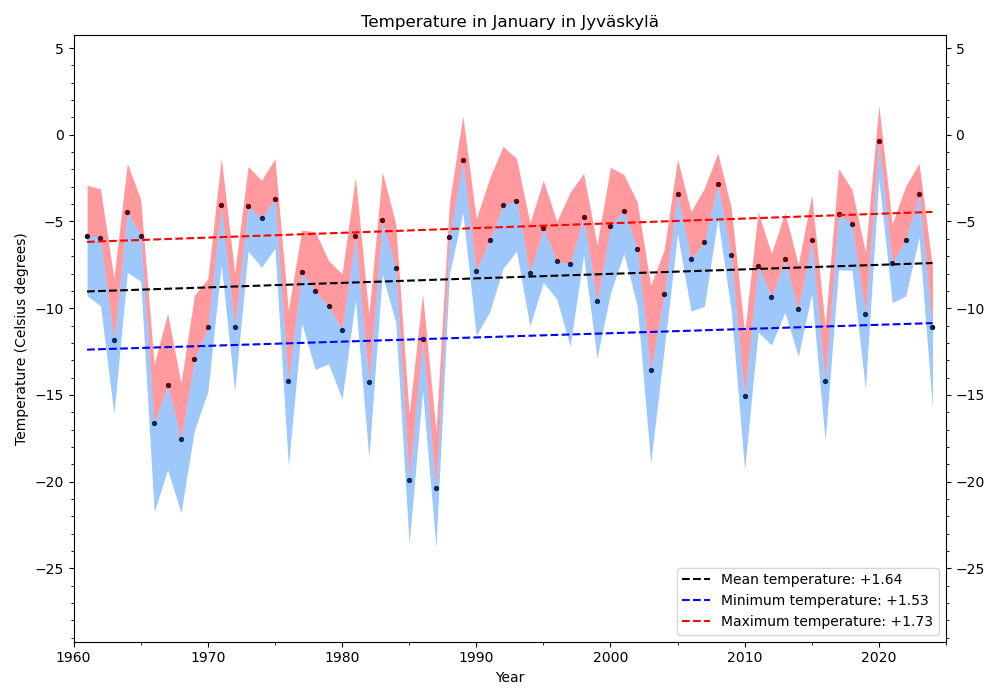 Temperature in January in Jyväskylä
5
0
−5
−10
−15
−20
−25
Temperature (Celsius degrees)
5
0
−5
−10
−15
−20
−25
Mean temperature: +1.64
Minimum temperature: +1.53
Maximum temperature: +1.73
1960 1970 1980 1990 2000 2010 2020
Year